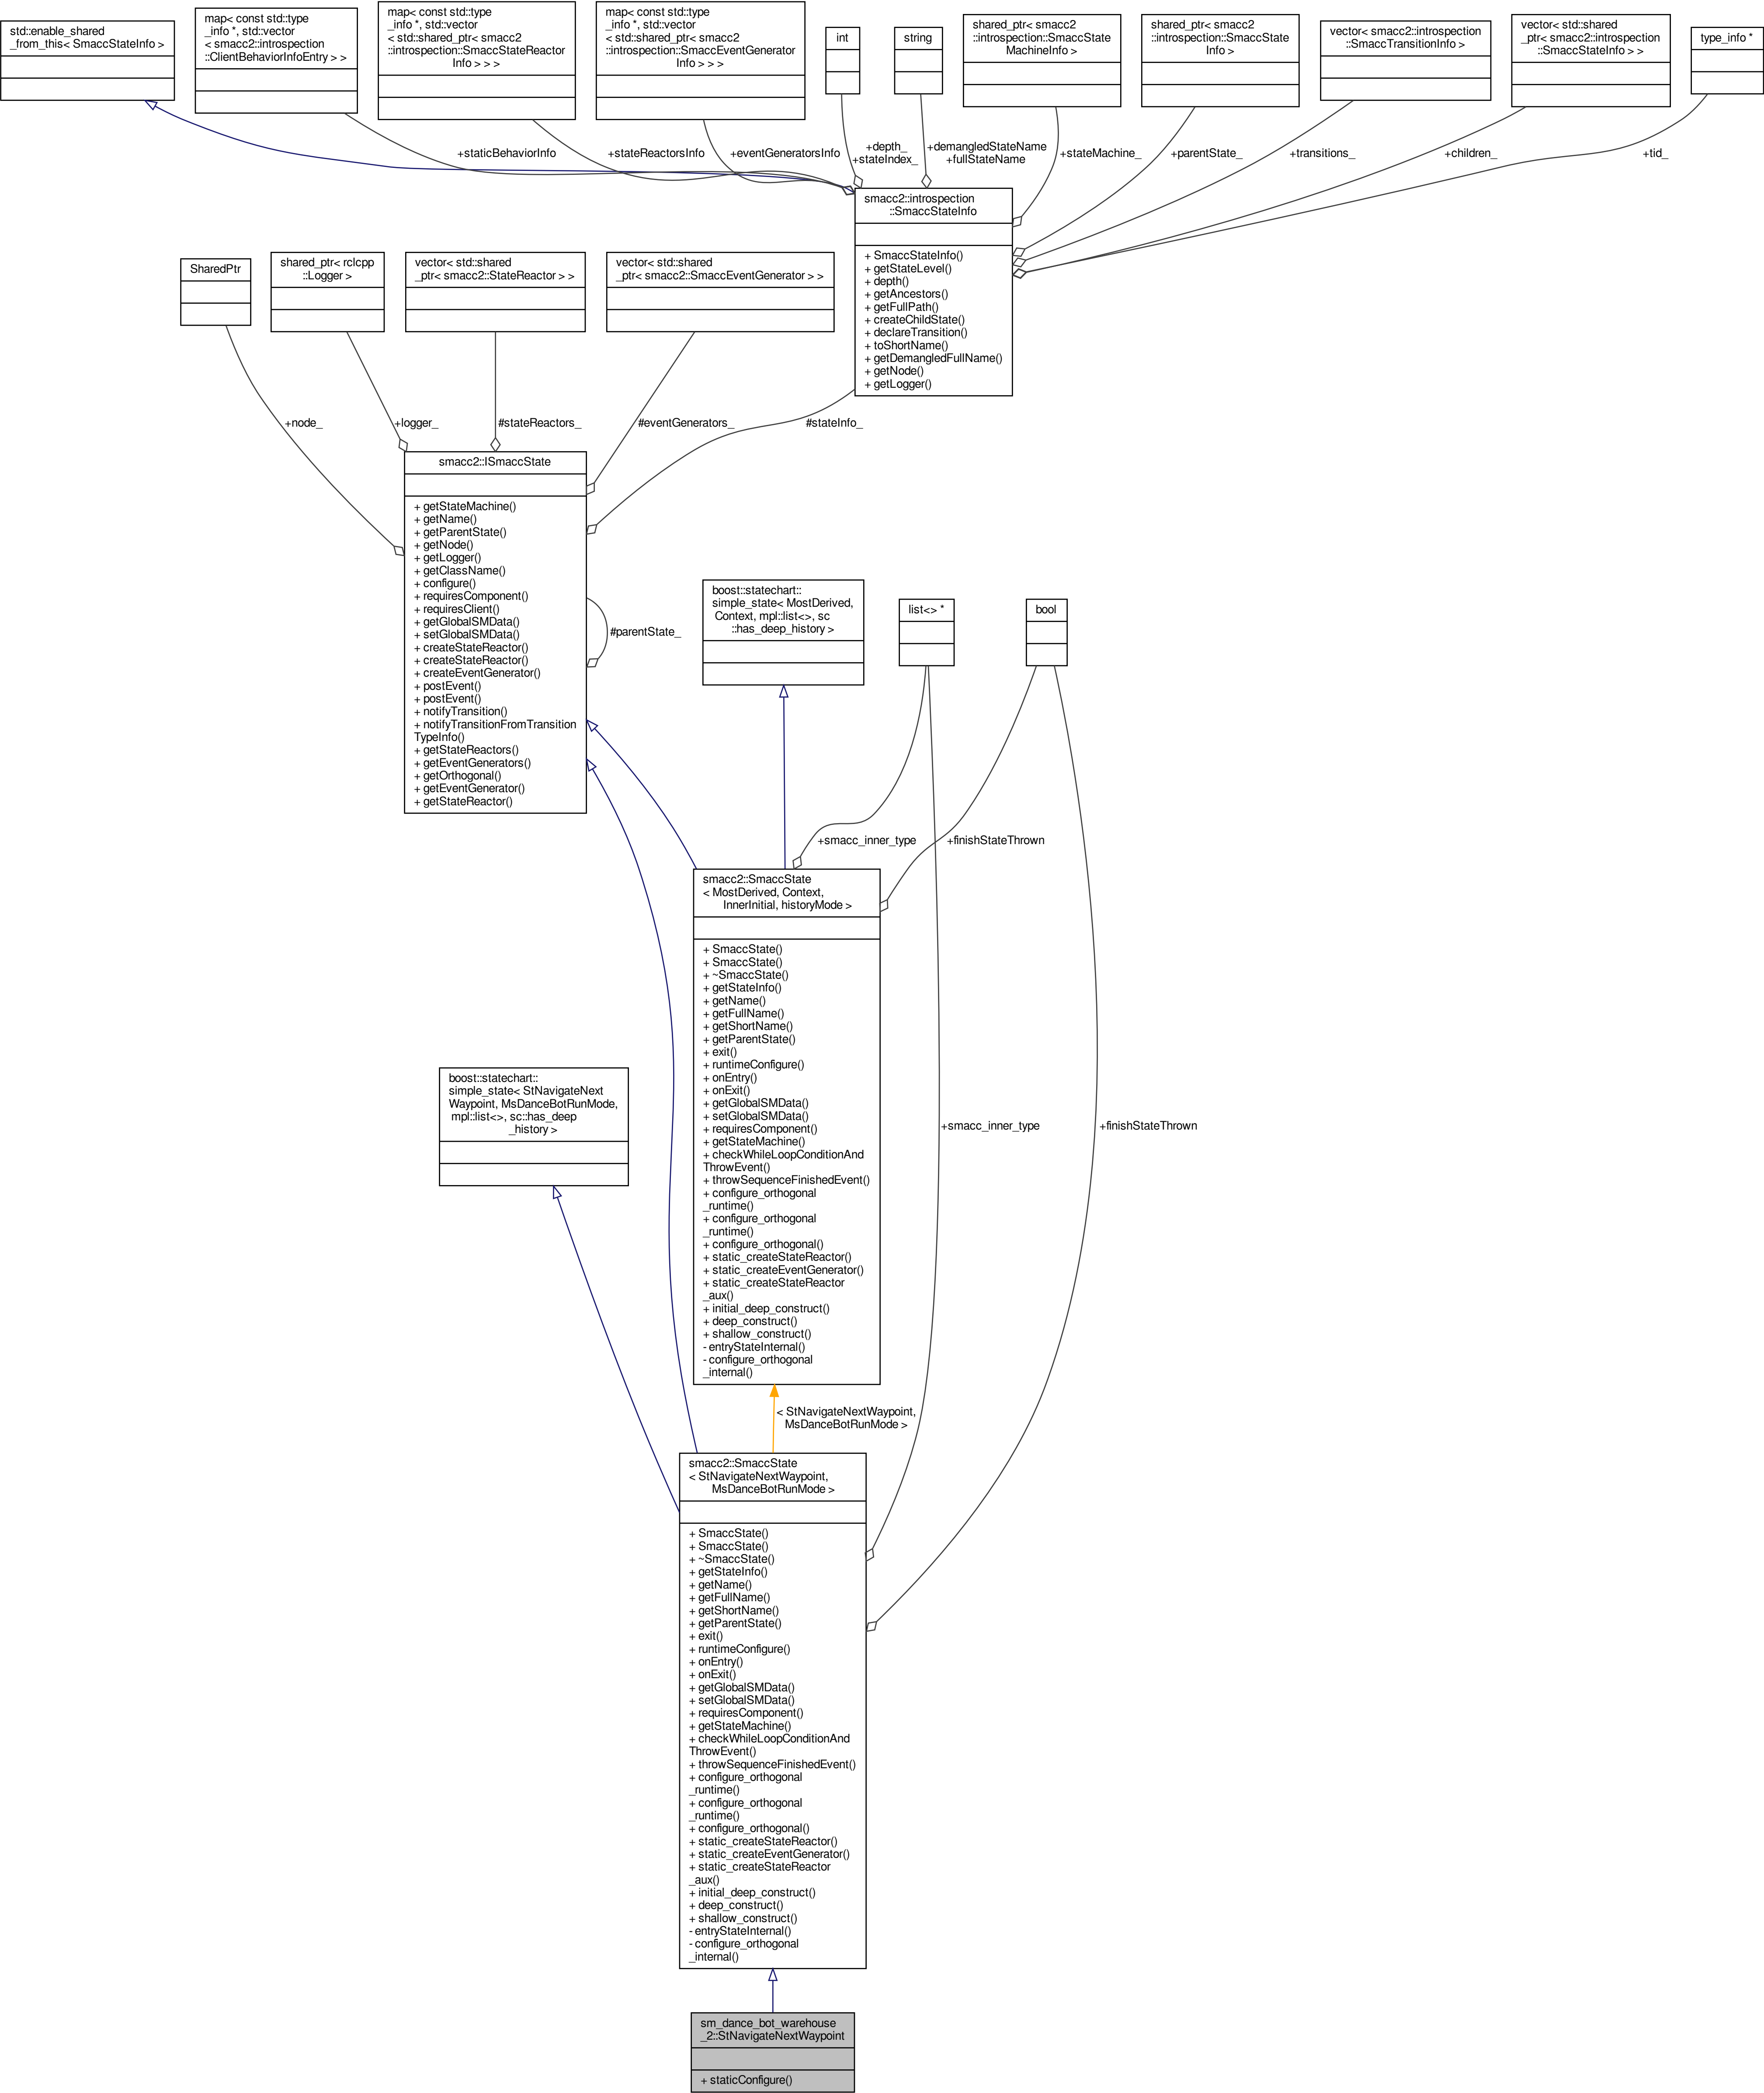 std::enable_shared
_from_this< SmaccStateInfo >
map< const std::type
_info *, std::vector
< smacc2::introspection
::ClientBehaviorInfoEntry > >
map< const std::type
_info *, std::vector
< std::shared_ptr< smacc2
::introspection::SmaccStateReactor
Info > > >
map< const std::type
_info *, std::vector
< std::shared_ptr< smacc2
::introspection::SmaccEventGenerator
Info > > >
int
string
shared_ptr< smacc2
::introspection::SmaccState
MachineInfo >
shared_ptr< smacc2
::introspection::SmaccState
Info >
vector< smacc2::introspection
::SmaccTransitionInfo >
vector< std::shared
_ptr< smacc2::introspection
::SmaccStateInfo > >
type_info *
+staticBehaviorInfo
+stateReactorsInfo
+eventGeneratorsInfo
+depth_
+stateIndex_
+demangledStateName
+fullStateName
+stateMachine_
+parentState_
+transitions_
+children_
+tid_
smacc2::introspection
::SmaccStateInfo
+ SmaccStateInfo()
+ getStateLevel()
+ depth()
+ getAncestors()
+ getFullPath()
+ createChildState()
+ declareTransition()
+ toShortName()
+ getDemangledFullName()
+ getNode()
+ getLogger()
SharedPtr
shared_ptr< rclcpp
::Logger >
vector< std::shared
_ptr< smacc2::StateReactor > >
vector< std::shared
_ptr< smacc2::SmaccEventGenerator > >
+node_
+logger_
#stateReactors_
#eventGenerators_
#stateInfo_
smacc2::ISmaccState
+ getStateMachine()
+ getName()
+ getParentState()
+ getNode()
+ getLogger()
+ getClassName()
+ configure()
+ requiresComponent()
+ requiresClient()
+ getGlobalSMData()
+ setGlobalSMData()
+ createStateReactor()
+ createStateReactor()
+ createEventGenerator()
+ postEvent()
+ postEvent()
+ notifyTransition()
+ notifyTransitionFromTransition
TypeInfo()
+ getStateReactors()
+ getEventGenerators()
+ getOrthogonal()
+ getEventGenerator()
+ getStateReactor()
#parentState_
boost::statechart::
simple_state< MostDerived,
Context, mpl::list<>, sc
::has_deep_history >
list<> *
bool
+smacc_inner_type
+finishStateThrown
smacc2::SmaccState
< MostDerived, Context,
InnerInitial, historyMode >
+ SmaccState()
+ SmaccState()
+ ~SmaccState()
+ getStateInfo()
+ getName()
+ getFullName()
+ getShortName()
+ getParentState()
+ exit()
+ runtimeConfigure()
+ onEntry()
+ onExit()
+ getGlobalSMData()
+ setGlobalSMData()
+ requiresComponent()
+ getStateMachine()
+ checkWhileLoopConditionAnd
ThrowEvent()
+ throwSequenceFinishedEvent()
+ configure_orthogonal
_runtime()
+ configure_orthogonal
_runtime()
+ configure_orthogonal()
+ static_createStateReactor()
+ static_createEventGenerator()
+ static_createStateReactor
_aux()
+ initial_deep_construct()
+ deep_construct()
+ shallow_construct()
- entryStateInternal()
- configure_orthogonal
_internal()
boost::statechart::
simple_state< StNavigateNext
Waypoint, MsDanceBotRunMode,
mpl::list<>, sc::has_deep
_history >
+smacc_inner_type
+finishStateThrown
< StNavigateNextWaypoint,
MsDanceBotRunMode >
smacc2::SmaccState
< StNavigateNextWaypoint,
MsDanceBotRunMode >
+ SmaccState()
+ SmaccState()
+ ~SmaccState()
+ getStateInfo()
+ getName()
+ getFullName()
+ getShortName()
+ getParentState()
+ exit()
+ runtimeConfigure()
+ onEntry()
+ onExit()
+ getGlobalSMData()
+ setGlobalSMData()
+ requiresComponent()
+ getStateMachine()
+ checkWhileLoopConditionAnd
ThrowEvent()
+ throwSequenceFinishedEvent()
+ configure_orthogonal
_runtime()
+ configure_orthogonal
_runtime()
+ configure_orthogonal()
+ static_createStateReactor()
+ static_createEventGenerator()
+ static_createStateReactor
_aux()
+ initial_deep_construct()
+ deep_construct()
+ shallow_construct()
- entryStateInternal()
- configure_orthogonal
_internal()
sm_dance_bot_warehouse
_2::StNavigateNextWaypoint
+ staticConfigure()